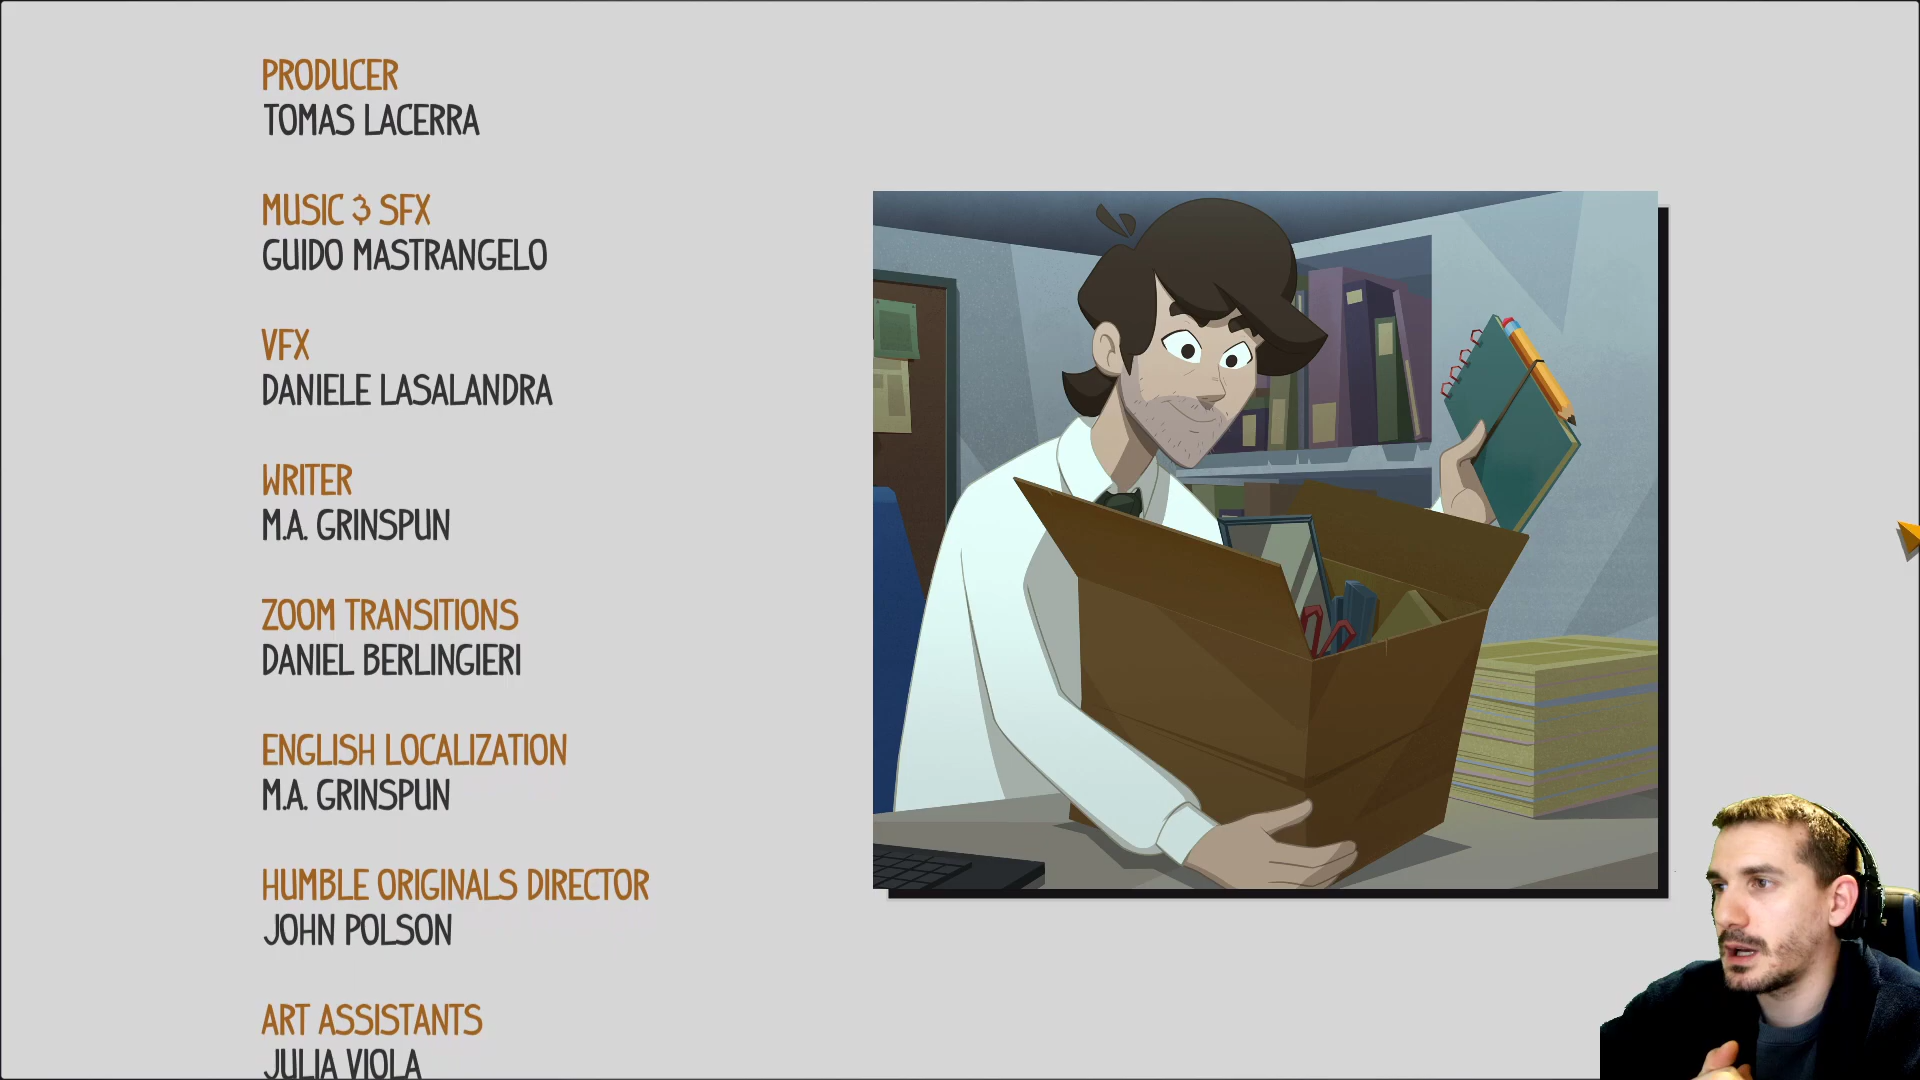 PRODUCER
TOMAS LACERRA
MUSIC & SFX
GUIDO MASTRANGELO
VFX
DANIELE LASALANDRA
WRITER
M.A. GRINSPUN
ZOOM TRANSITIONS
DANIEL BERLINGIERI
ENGLISH LOCALIZATION
M.A. GRINSPUN
HUMBLE ORIGINALS DIRECTOR
JOHN POLSON
ART ASSISTANTS
JULIA VIOLA